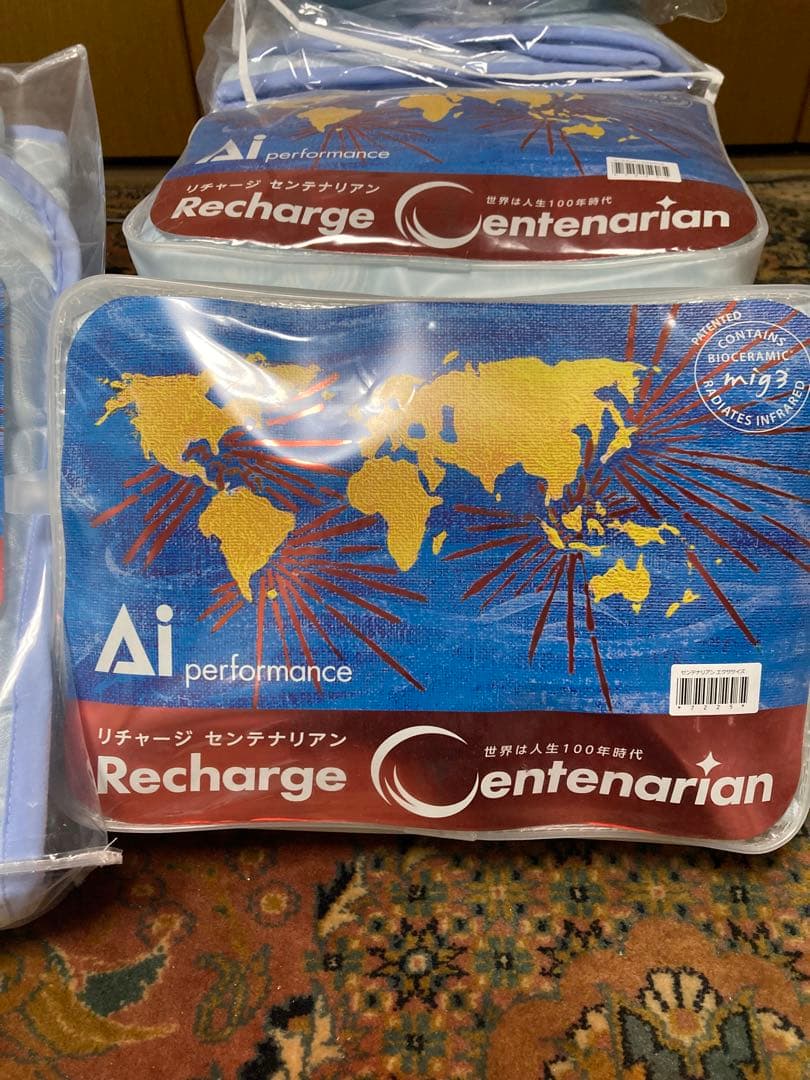 Ai performance
リチャージ センテナリアン
Recharge
世界は人生100年時代
Centenarian
PATENTED
CONTAINS
BIOCERAMIC
mig3
RADIATES INFRARED
Ai performance
センテナリアン エクササイズ
*7225*
リチャージ センテナリアン
Recharge
世界は人生100年時代
Centenarian